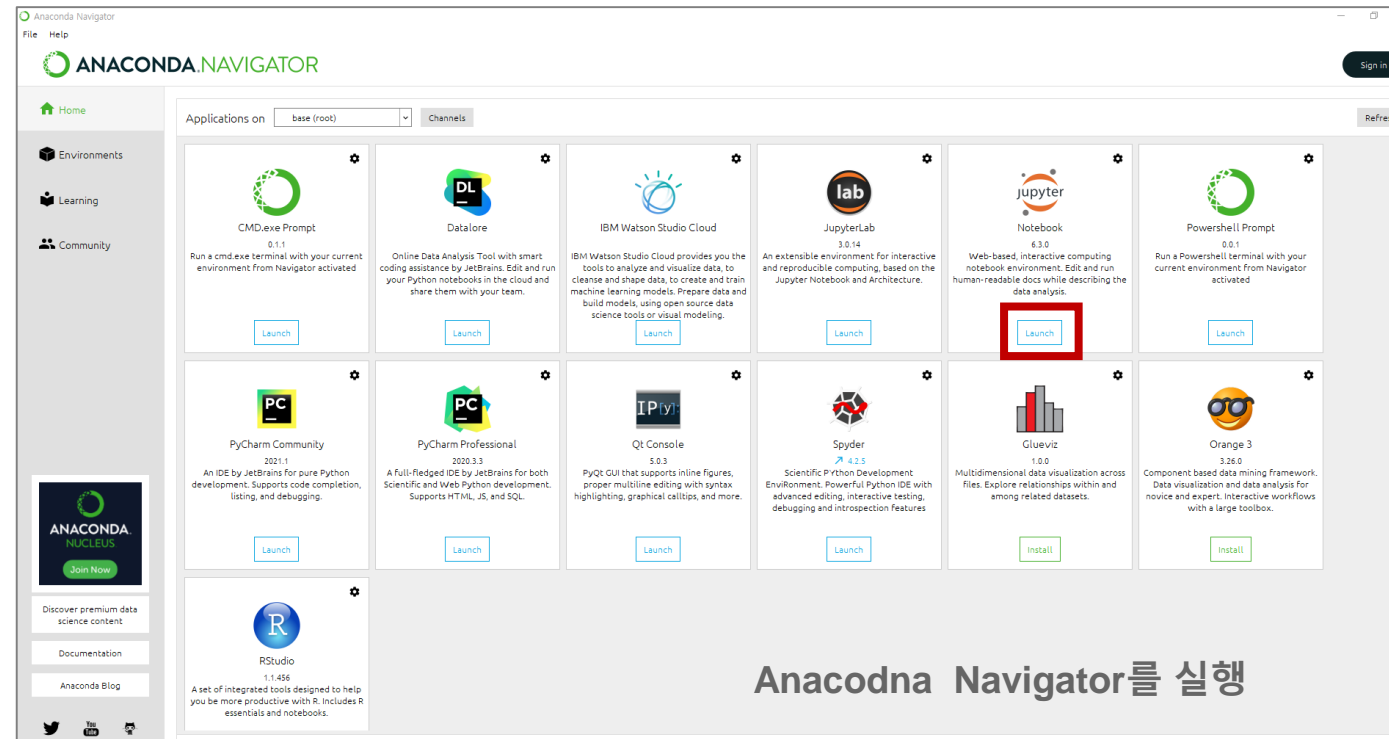 Anaconda Navigator
File Help
ANACONDA.NAVIGATOR
Sign in
Home
Environments
Learning
Community
Applications on base (root) Channels
Refres
CMD.exe Prompt
0.1.1
Run a cmd.exe terminal with your current
environment from Navigator activated
Launch
DL
Datalore
Online Data Analysis Tool with smart
coding assistance by JetBrains. Edit and run
your Python notebooks in the cloud and
share them with your team.
Launch
IBM Watson Studio Cloud
IBM Watson Studio Cloud provides you the
tools to analyze and visualize data, to
cleanse and shape data, to create and train
machine learning models. Prepare data and
build models, using open source data
science tools or visual modeling.
Launch
lab
JupyterLab
3.0.14
An extensible environment for interactive
and reproducible computing, based on the
Jupyter Notebook and Architecture.
Launch
jupyter
Notebook
6.3.0
Web-based, interactive computing
notebook environment. Edit and run
human-readable docs while describing the
data analysis.
Launch
Powershell Prompt
0.0.1
Run a Powershell terminal with your
current environment from Navigator
activated
Launch
PC
PyCharm Community
2021.1
An IDE by JetBrains for pure Python
development. Supports code completion,
listing, and debugging.
Launch
PC
PyCharm Professional
2020.3.3
A full-fledged IDE by JetBrains for both
Scientific and Web Python development.
Supports HTML, JS, and SQL.
Launch
IP[y]:
Qt Console
5.0.3
PyQt GUI that supports inline figures,
proper multiline editing with syntax
highlighting, graphical calltips, and more.
Launch
Spyder
4.2.5
Scientific PYthon Development
EnviRonment. Powerful Python IDE with
advanced editing, interactive testing,
debugging and introspection features
Launch
Glueviz
1.0.0
Multidimensional data visualization across
files. Explore relationships within and
among related datasets.
Install
Orange 3
3.26.0
Component based data mining framework.
Data visualization and data analysis for
novice and expert. Interactive workflows
with a large toolbox.
Install
R
RStudio
1.1.456
A set of integrated tools designed to help
you be more productive with R. Includes R
essentials and notebooks.
ANACONDA.
NUCLEUS
Join Now
Discover premium data
science content
Documentation
Anaconda Blog
You
Tube
Anacodna Navigator를 실행